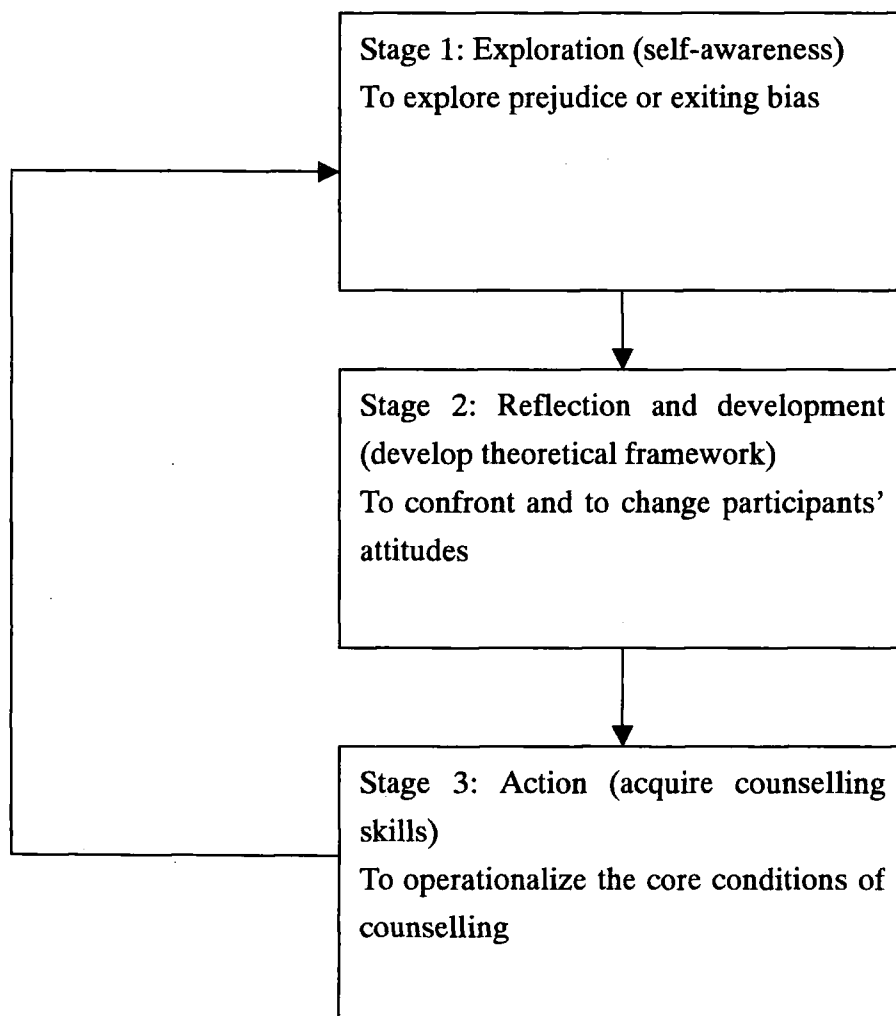 Stage 1: Exploration (self-awareness)
To explore prejudice or exiting bias
Stage 2: Reflection and development
(develop theoretical framework)
To confront and to change participants'
attitudes
Stage 3: Action (acquire counselling
skills)
To operationalize the core conditions of
counselling